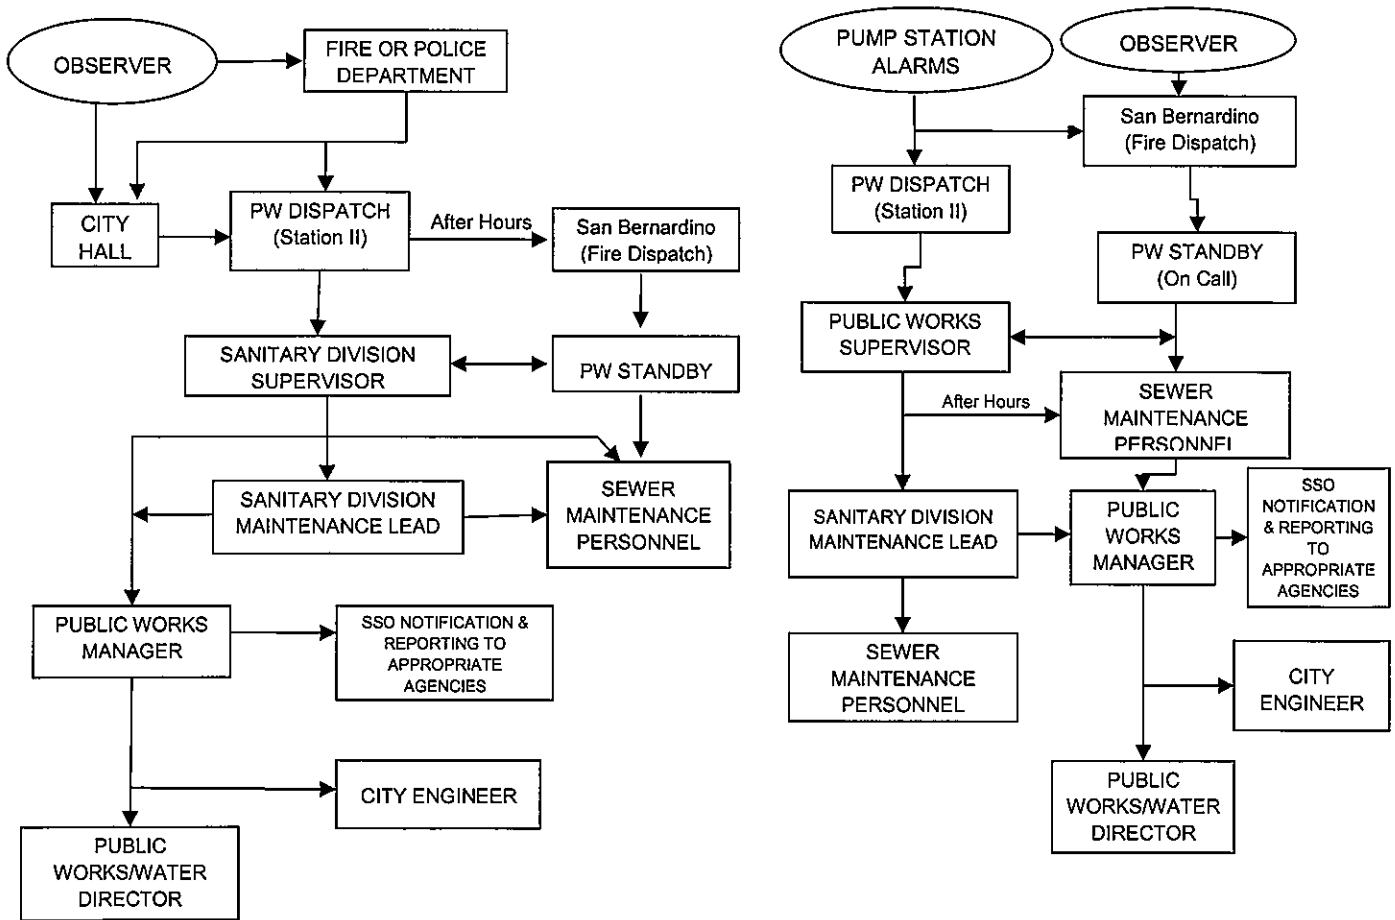 OBSERVER
FIRE OR POLICE
DEPARTMENT
CITY
HALL
PW DISPATCH
(Station II)
After Hours
San Bernardino
(Fire Dispatch)
SANITARY DIVISION
SUPERVISOR
PW STANDBY
SANITARY DIVISION
MAINTENANCE LEAD
SEWER
MAINTENANCE
PERSONNEL
PUBLIC WORKS
MANAGER
SSO NOTIFICATION &
REPORTING TO
APPROPRIATE
AGENCIES
CITY ENGINEER
PUBLIC
WORKS/WATER
DIRECTOR
PUMP STATION
ALARMS
OBSERVER
San Bernardino
(Fire Dispatch)
PW DISPATCH
(Station II)
PW STANDBY
(On Call)
PUBLIC WORKS
SUPERVISOR
After Hours
SEWER
MAINTENANCE
PERSONNEL
SANITARY DIVISION
MAINTENANCE LEAD
PUBLIC
WORKS
MANAGER
SSO
NOTIFICATION
& REPORTING
TO
APPROPRIATE
AGENCIES
SEWER
MAINTENANCE
PERSONNEL
CITY
ENGINEER
PUBLIC
WORKS/WATER
DIRECTOR